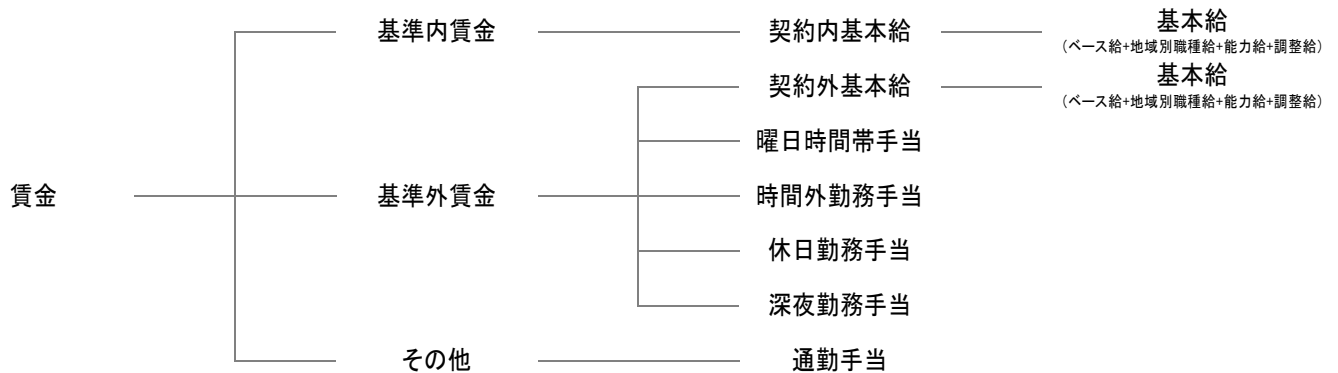 基準内賃金
契約内基本給
基本給
(ベース給+地域別職種給+能力給+調整給)
契約外基本給
基本給
(ベース給+地域別職種給+能力給+調整給)
曜日時間帯手当
賃金
基準外賃金
時間外勤務手当
休日勤務手当
深夜勤務手当
その他
通勤手当